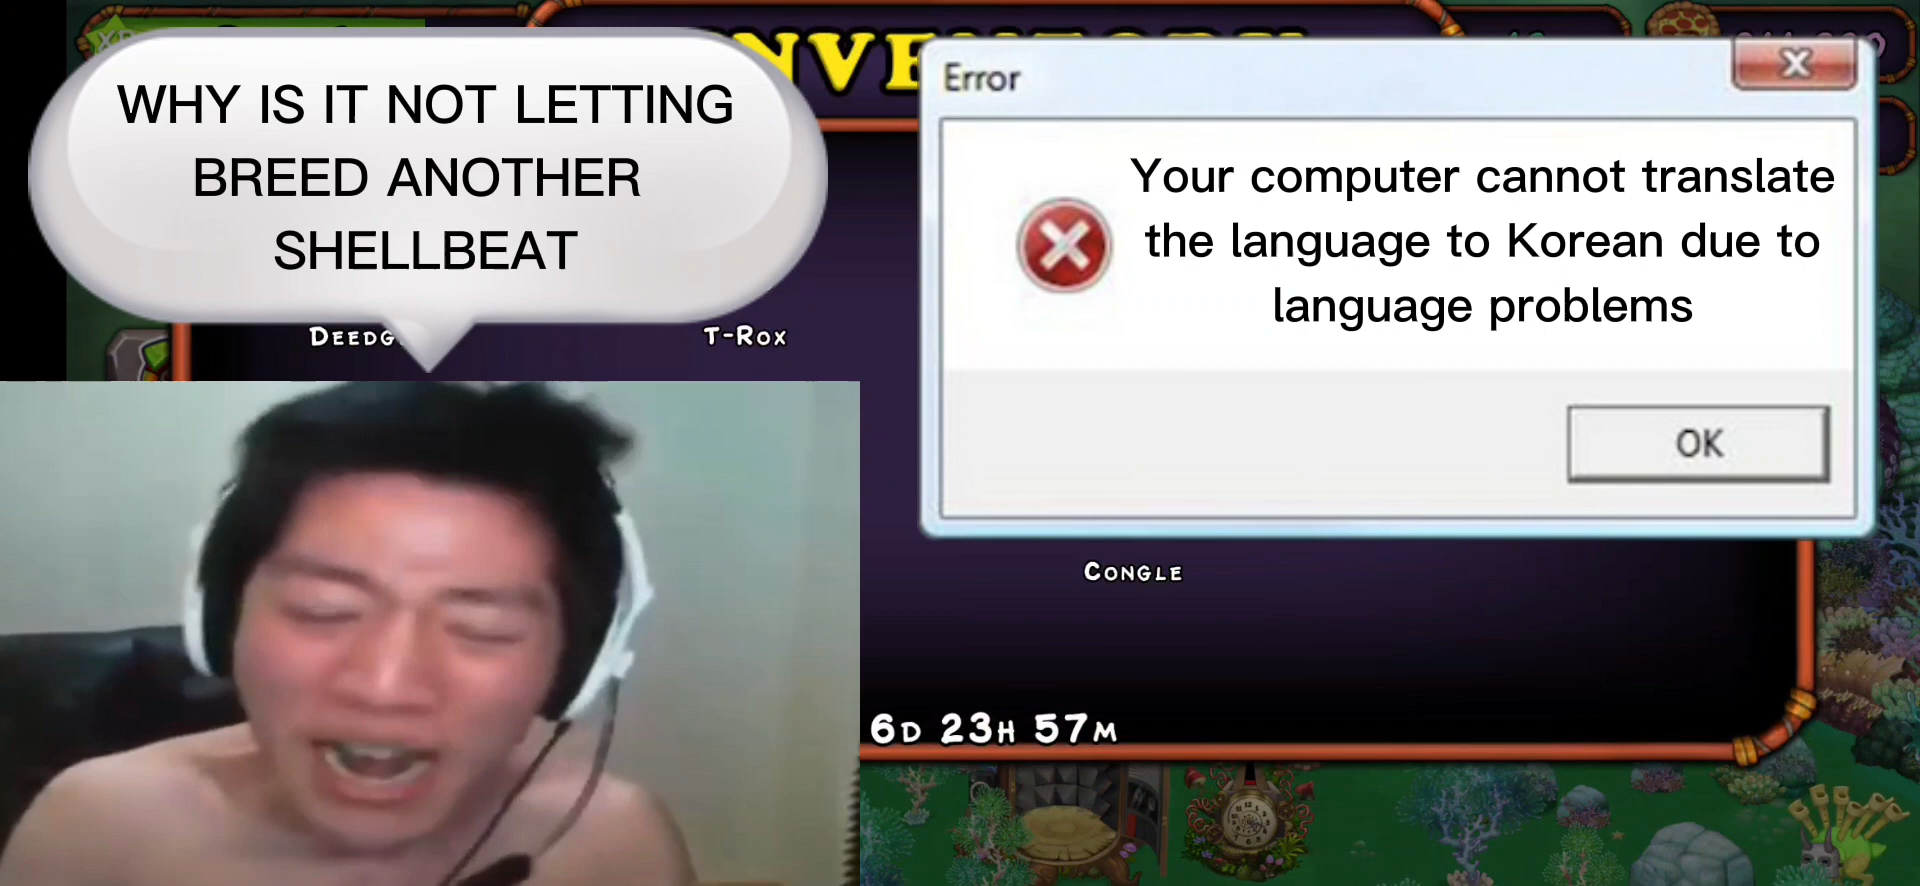 WHY IS IT NOT LETTING
BREED ANOTHER
SHELLBEAT
Error
Your computer cannot translate
the language to Korean due to
language problems
OK
T-ROX
CONGLE
6D 23H 57M